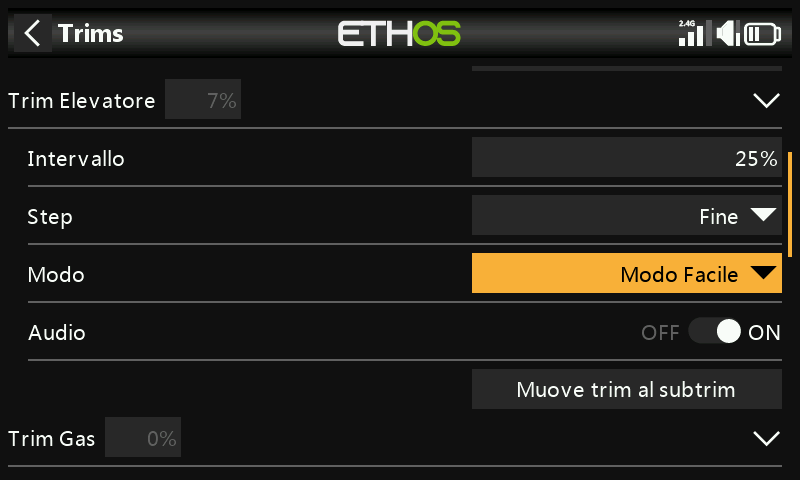 Trims ETHOS 2.4G
Trim Elevatore 7%
Intervallo 25%
Step Fine
Modo Modo Facile
Audio OFF ON
Muove trim al subtrim
Trim Gas 0%